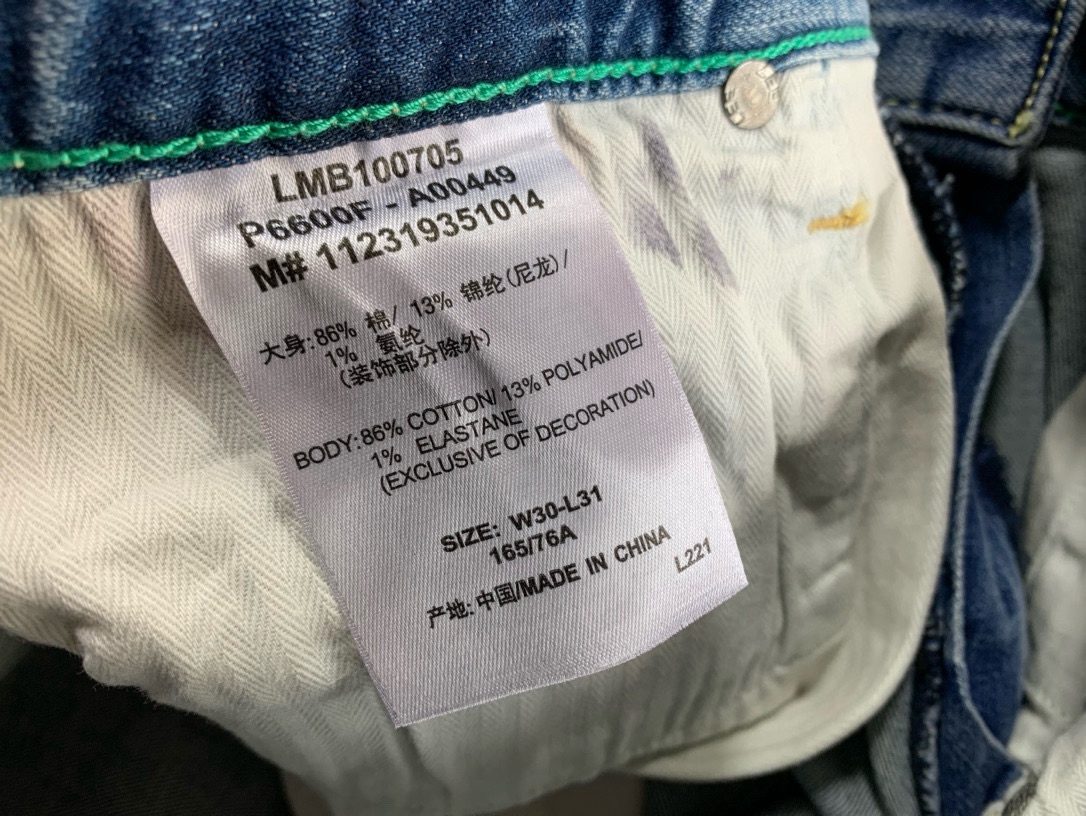 LMB100705
P6600F - A00449
M# 112319351014
大身:86% 棉/ 13% 锦纶(尼龙)/
1% 氨纶
(装饰部分除外)
BODY:86% COTTON/ 13% POLYAMIDE/
1% ELASTANE
(EXCLUSIVE OF DECORATION)
SIZE: W30-L31
165/76A
产地:中国/MADE IN CHINA
L221